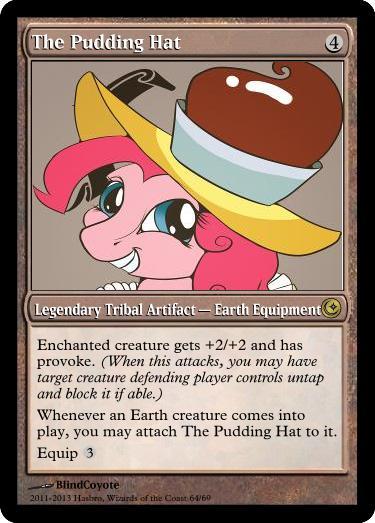 The Pudding Hat 4
Legendary Tribal Artifact — Earth Equipment
Enchanted creature gets +2/+2 and has
provoke. (When this attacks, you may have
target creature defending player controls untap
and block it if able.)
Whenever an Earth creature comes into
play, you may attach The Pudding Hat to it.
Equip 3
BlindCoyote
2011-2013 Hasbro, Wizards of the Coast 64/69